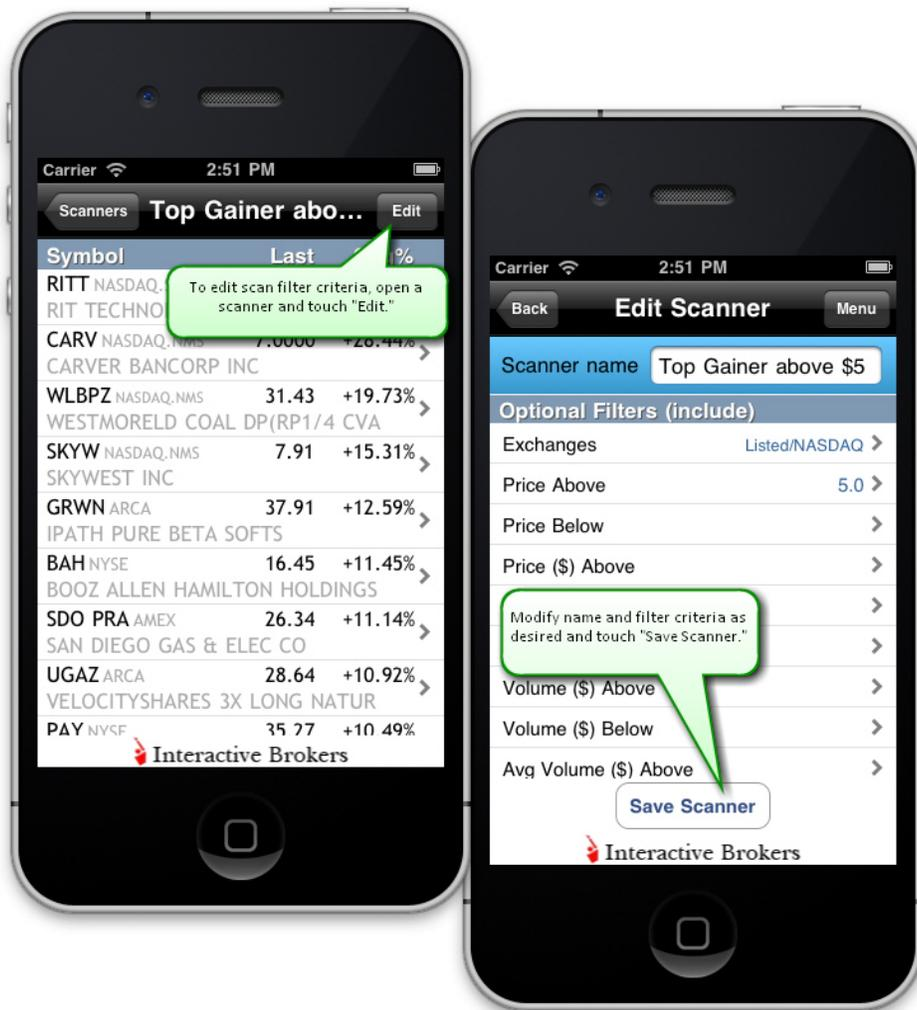 Carrier 2:51 PM
Scanners Top Gainer abo... Edit
Symbol Last %
RITT NASDAQ.
RIT TECHNO
To edit scan filter criteria, open a
scanner and touch "Edit."
CARV NASDAQ.NMS 7.0000 +28.44%
CARVER BANCORP INC
WLBPZ NASDAQ.NMS 31.43 +19.73%
WESTMORELD COAL DP(RP1/4 CVA
SKYW NASDAQ.NMS 7.91 +15.31%
SKYWEST INC
GRWN ARCA 37.91 +12.59%
IPATH PURE BETA SOFTS
BAH NYSE 16.45 +11.45%
BOOZ ALLEN HAMILTON HOLDINGS
SDO PRA AMEX 26.34 +11.14%
SAN DIEGO GAS & ELEC CO
UGAZ ARCA 28.64 +10.92%
VELOCITYSHARES 3X LONG NATUR
PAY NYSE 35.27 +10.49%
Interactive Brokers
Carrier 2:51 PM
Back Edit Scanner Menu
Scanner name Top Gainer above $5
Optional Filters (include)
Exchanges Listed/NASDAQ
Price Above 5.0
Price Below
Price ($) Above
Modify name and filter criteria as
desired and touch "Save Scanner."
Volume ($) Above
Volume ($) Below
Avg Volume ($) Above
Save Scanner
Interactive Brokers